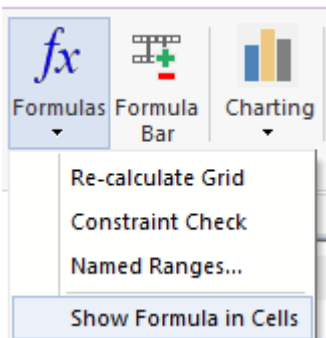 fx
Formulas Formula Charting
Bar
Re-calculate Grid
Constraint Check
Named Ranges...
Show Formula in Cells